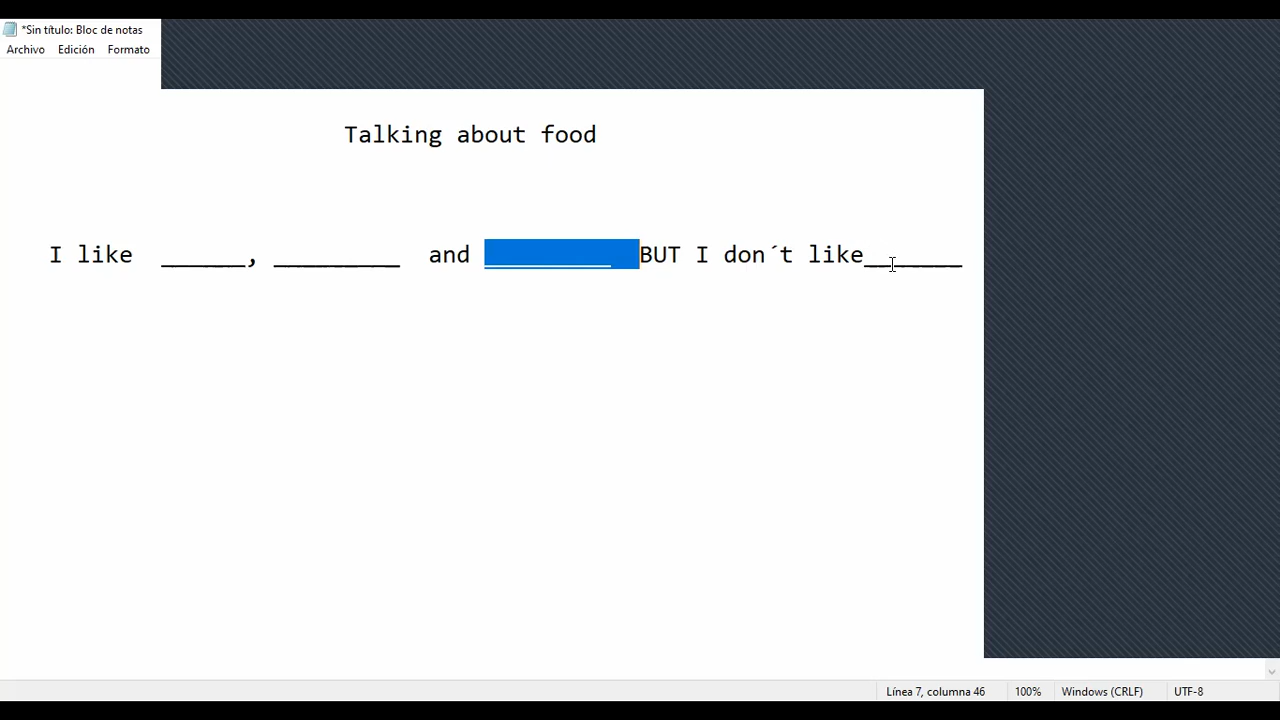 *Sin título: Bloc de notas
Archivo Edición Formato
Talking about food
I like ______, _________ and _________ BUT I don´t like_______
Línea 7, columna 46 100% Windows (CRLF) UTF-8